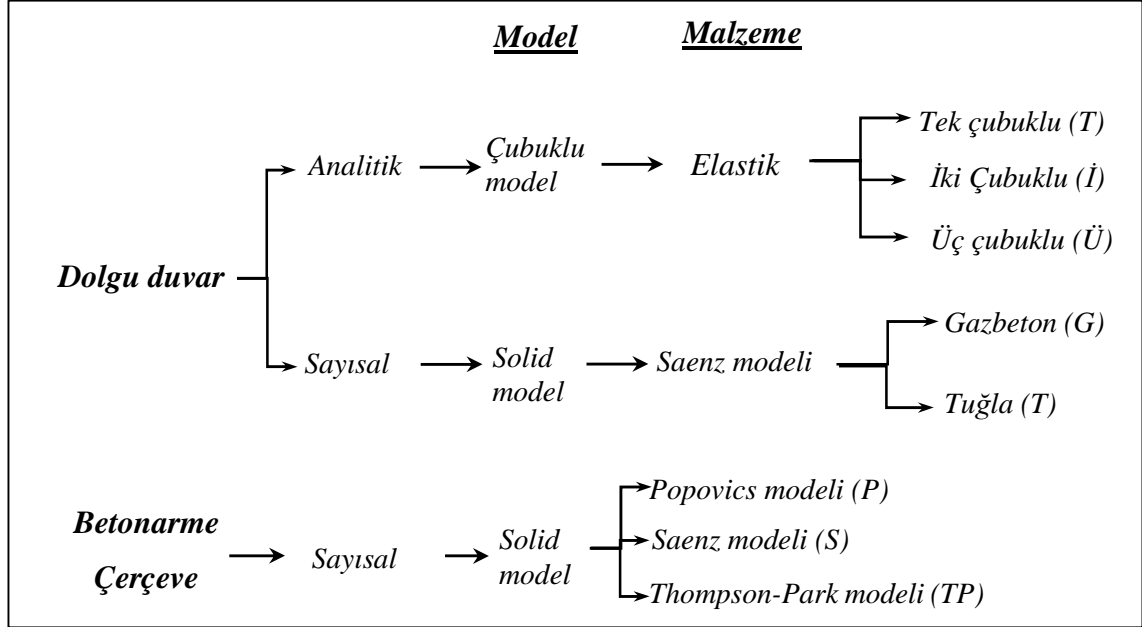 Model Malzeme
Tek çubuklu (T)
Analitik Çubuklu Elastik
model
İki Çubuklu (İ)
Üç çubuklu (Ü)
Dolgu duvar
Gazbeton (G)
Sayısal Solid Saenz modeli
model
Tuğla (T)
Popovics modeli (P)
Betonarme
Çerçeve
Sayısal Solid
model
Saenz modeli (S)
Thompson-Park modeli (TP)